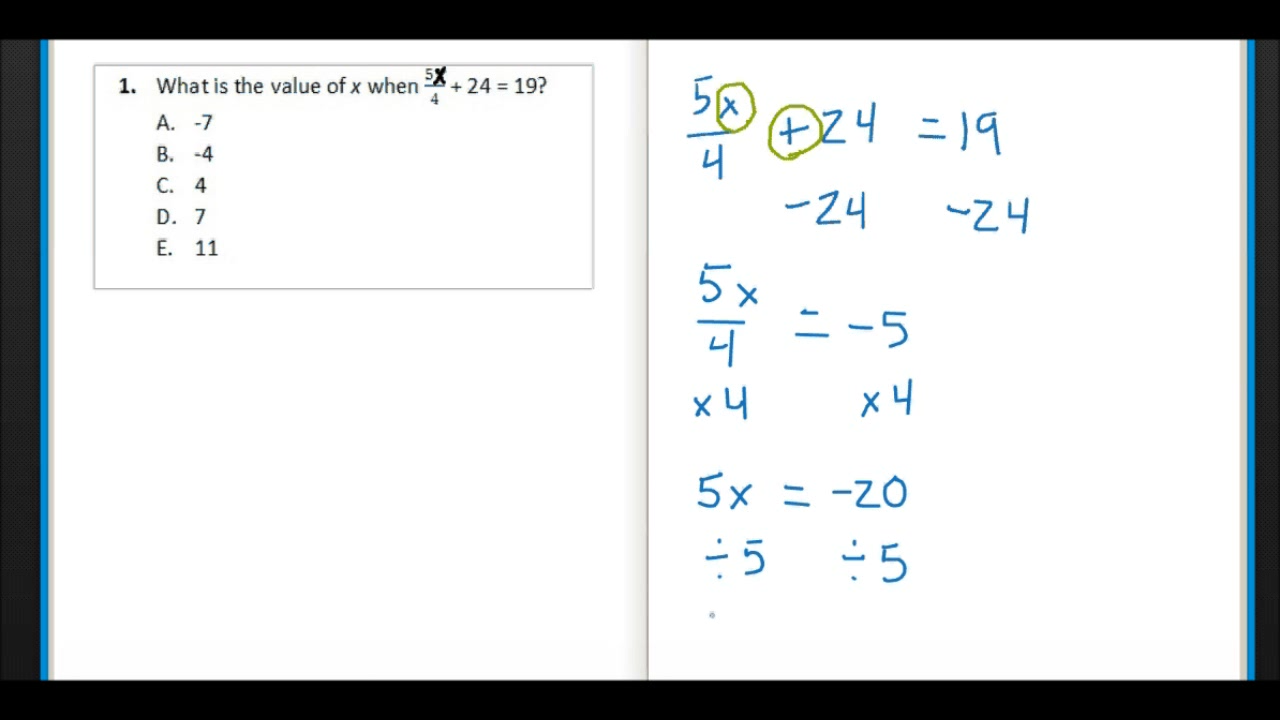 1. What is the value of x when 5x/4 + 24 = 19?
A. -7
B. -4
C. 4
D. 7
E. 11
5x/4 + 24 = 19
-24 -24
5x/4 = -5
x4 x4
5x = -20
÷5 ÷5